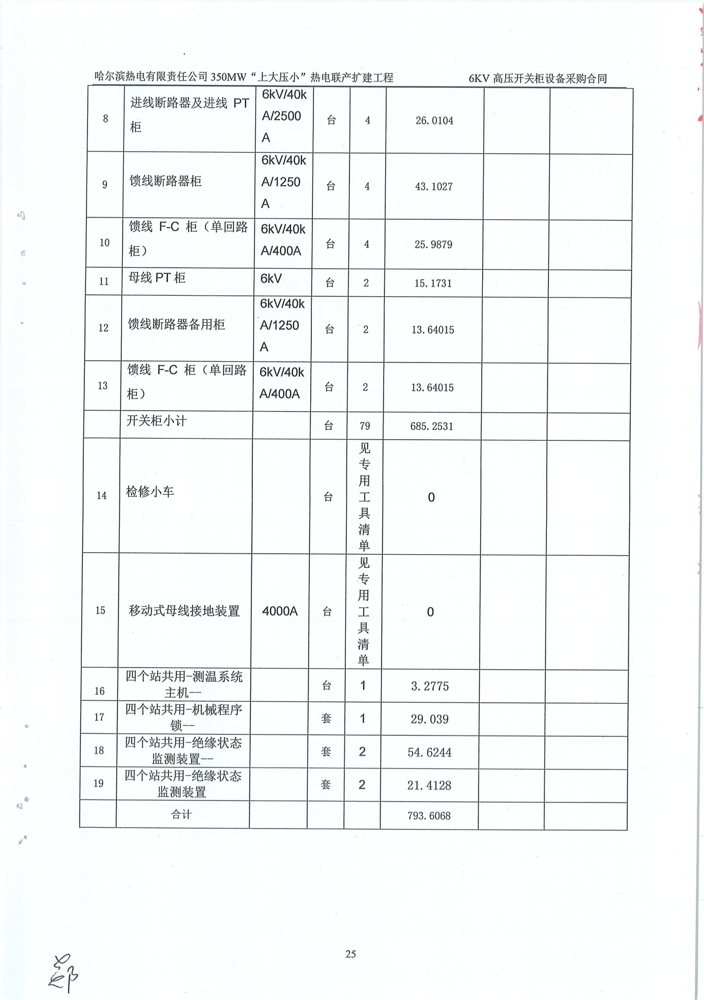 哈尔滨热电有限责任公司350MW“上大压小”热电联产扩建工程 6KV高压开关柜设备采购合同
8 进线断路器及进线 PT 柜 6kV/40kA/2500A 台 4 26.0104
9 馈线断路器柜 6kV/40kA/1250A 台 4 43.1027
10 馈线 F-C 柜（单回路柜） 6kV/40kA/400A 台 4 25.9879
11 母线PT柜 6kV 台 2 15.1731
12 馈线断路器备用柜 6kV/40kA/1250A 台 2 13.64015
13 馈线 F-C 柜（单回路柜） 6kV/40kA/400A 台 2 13.64015
开关柜小计 台 79 685.2531
14 检修小车 台 见专用工具清单 0
15 移动式母线接地装置 4000A 台 见专用工具清单 0
16 四个站共用-测温系统主机-- 台 1 3.2775
17 四个站共用-机械程序锁-- 套 1 29.039
18 四个站共用-绝缘状态监测装置-- 套 2 54.6244
19 四个站共用-绝缘状态监测装置 套 2 21.4128
合计 793.6068
25